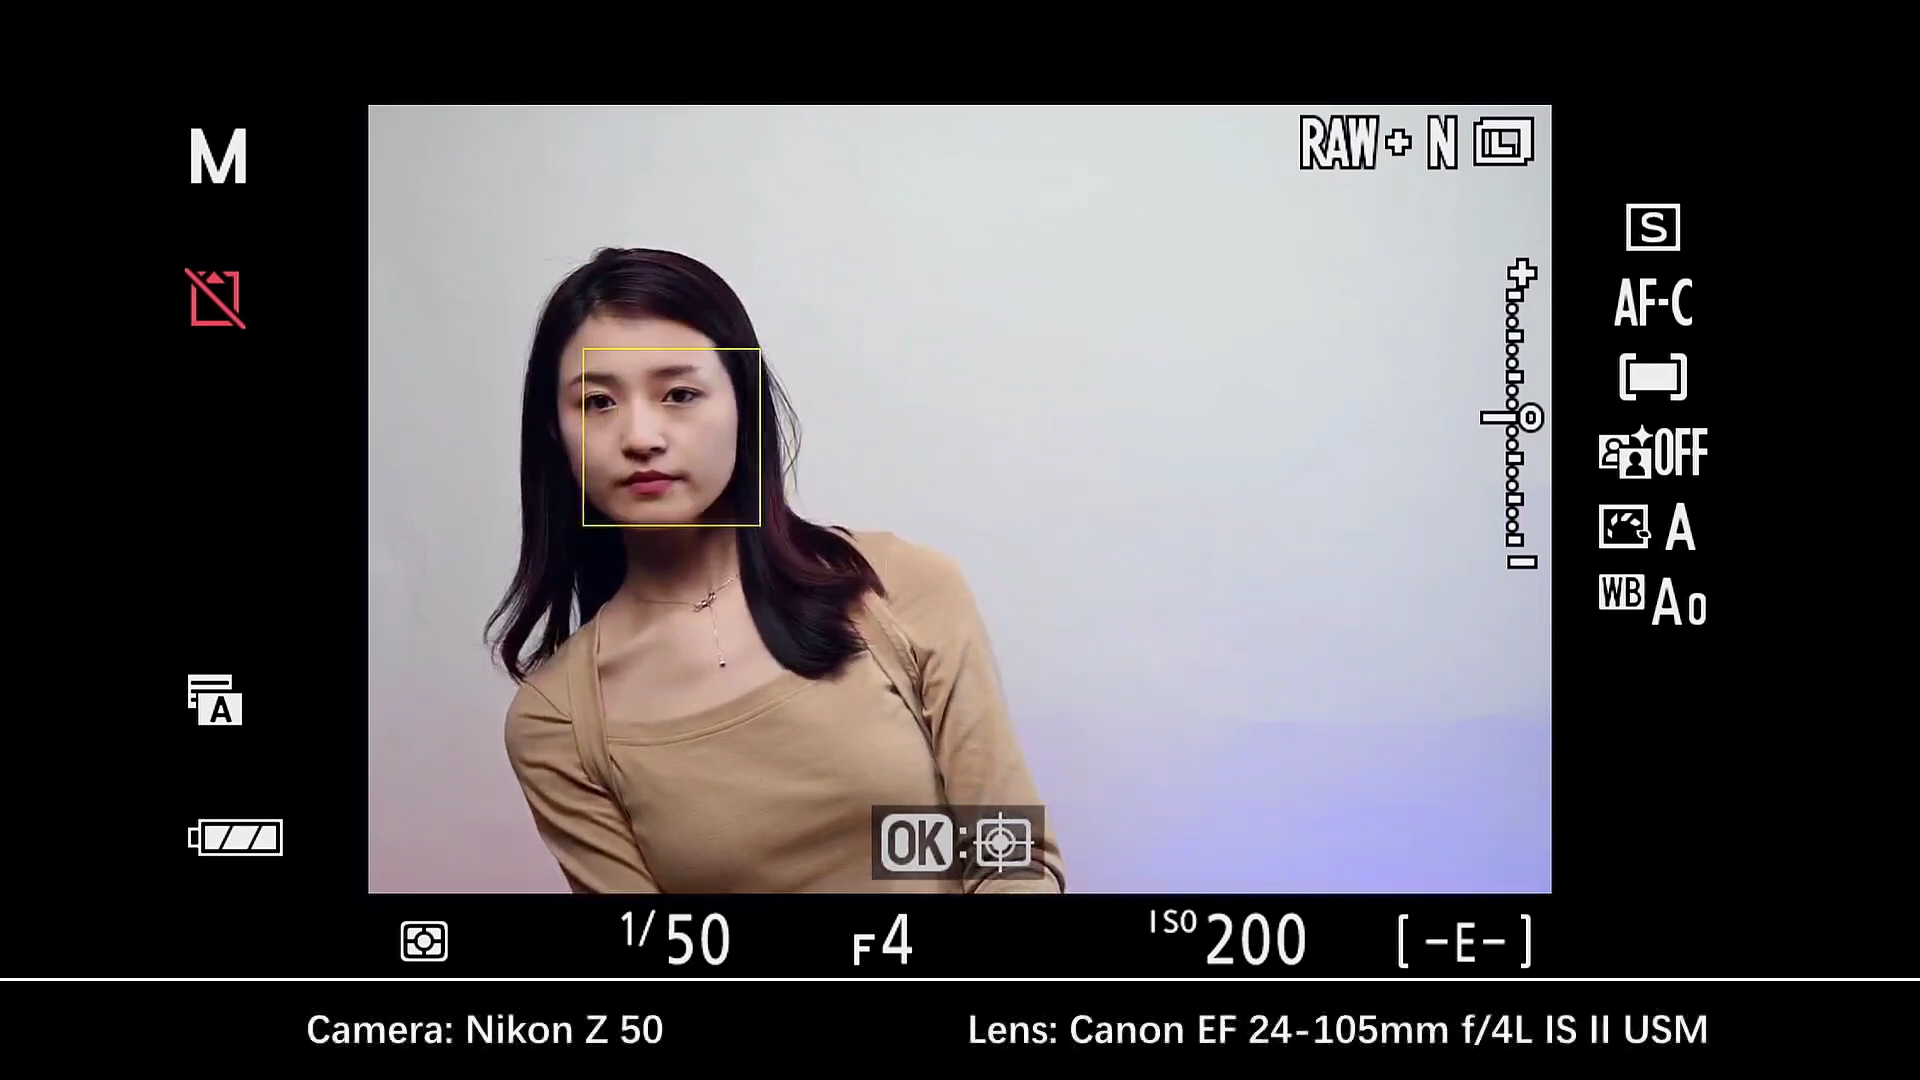 M
RAW+ N L
S
AF-C
OFF
A
WB A0
A
OK:
1/50 F4 ISO 200 [-E-]
Camera: Nikon Z 50
Lens: Canon EF 24-105mm f/4L IS II USM